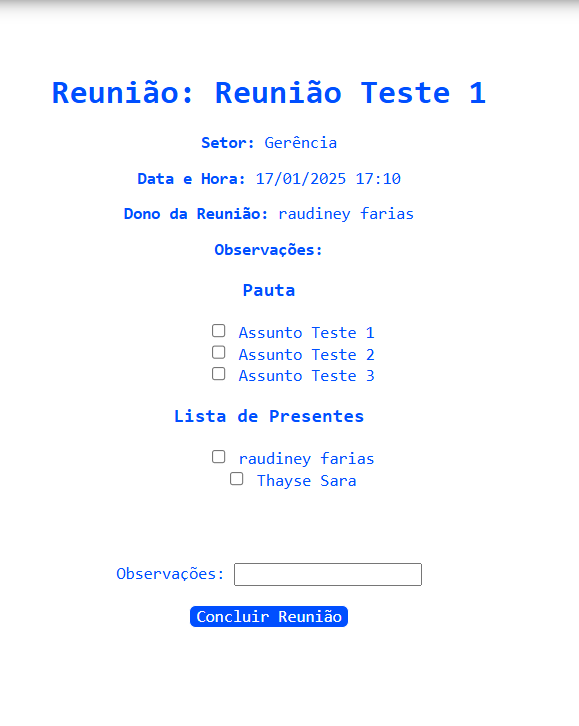 Reunião: Reunião Teste 1
Setor: Gerência
Data e Hora: 17/01/2025 17:10
Dono da Reunião: raudiney farias
Observações:
Pauta
Assunto Teste 1
Assunto Teste 2
Assunto Teste 3
Lista de Presentes
raudiney farias
Thayse Sara
Observações:
Concluir Reunião